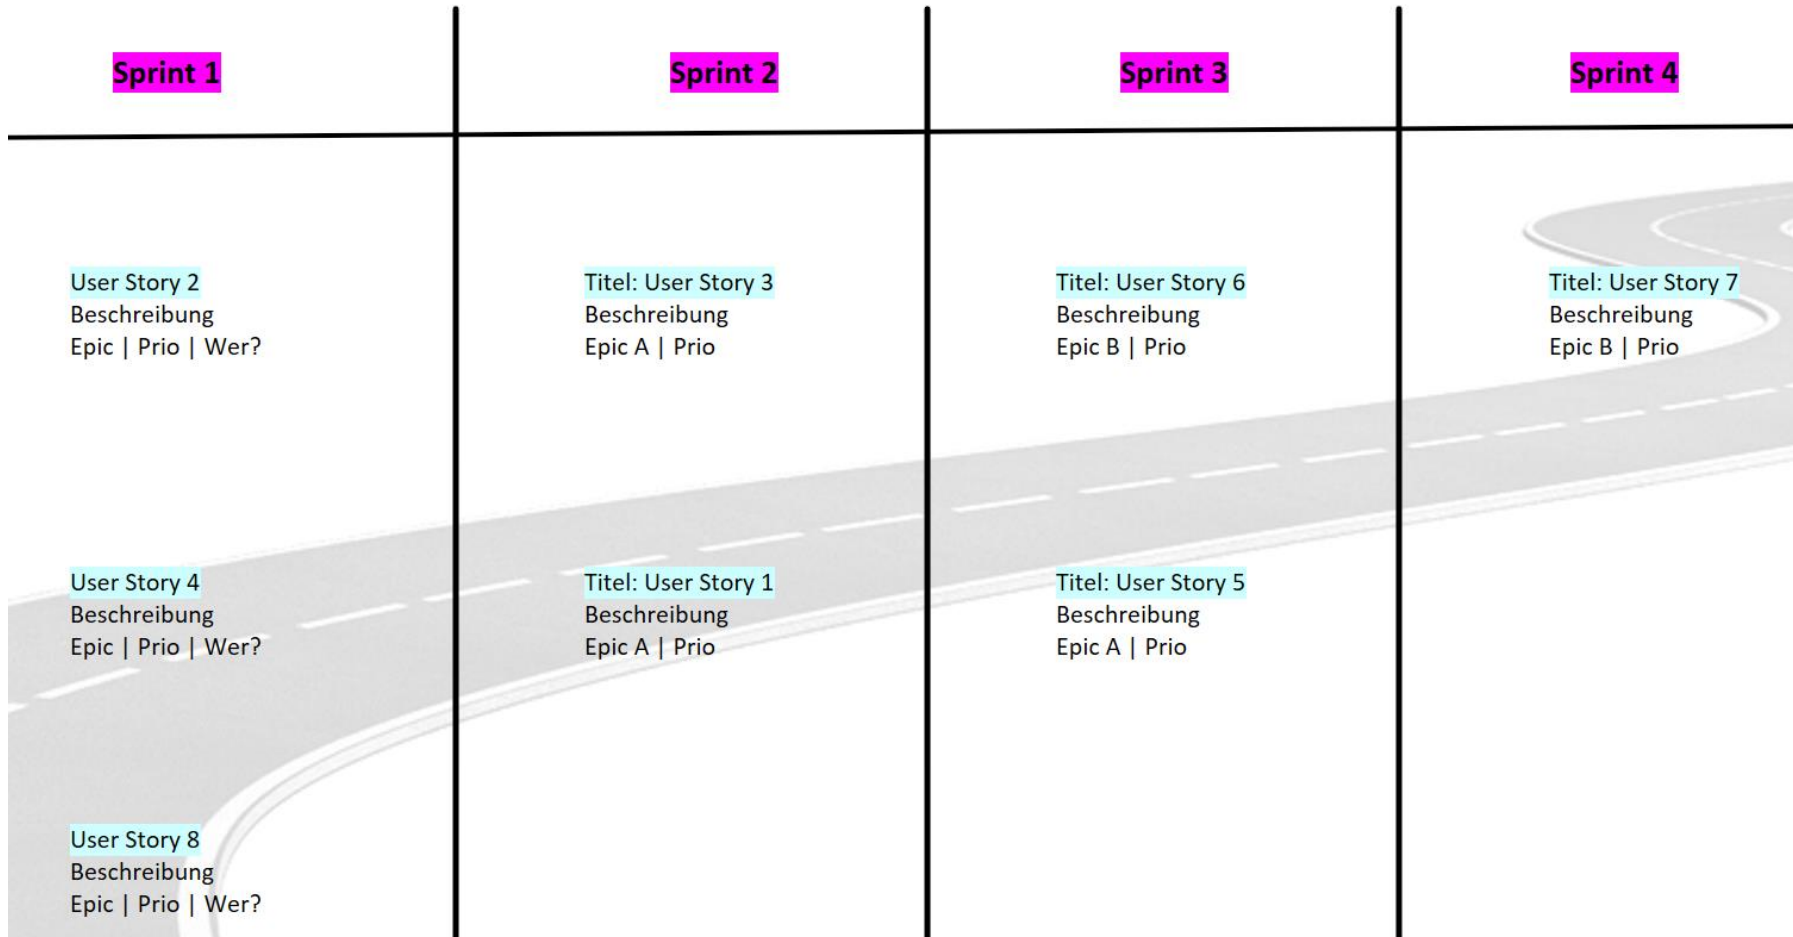 Sprint 1
Sprint 2
Sprint 3
Sprint 4
User Story 2
Beschreibung
Epic | Prio | Wer?
Titel: User Story 3
Beschreibung
Epic A | Prio
Titel: User Story 6
Beschreibung
Epic B | Prio
Titel: User Story 7
Beschreibung
Epic B | Prio
User Story 4
Beschreibung
Epic | Prio | Wer?
Titel: User Story 1
Beschreibung
Epic A | Prio
Titel: User Story 5
Beschreibung
Epic A | Prio
User Story 8
Beschreibung
Epic | Prio | Wer?